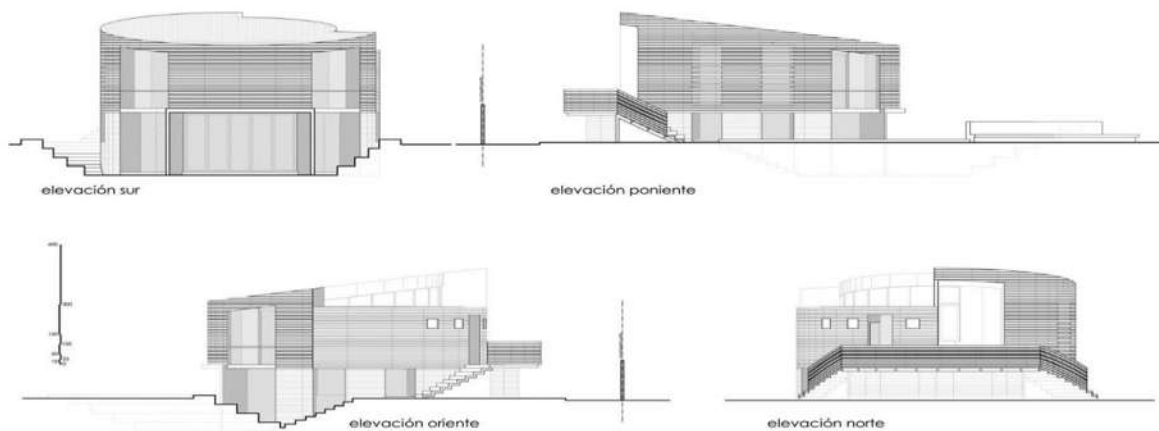 elevación sur
elevación poniente
elevación oriente
elevación norte